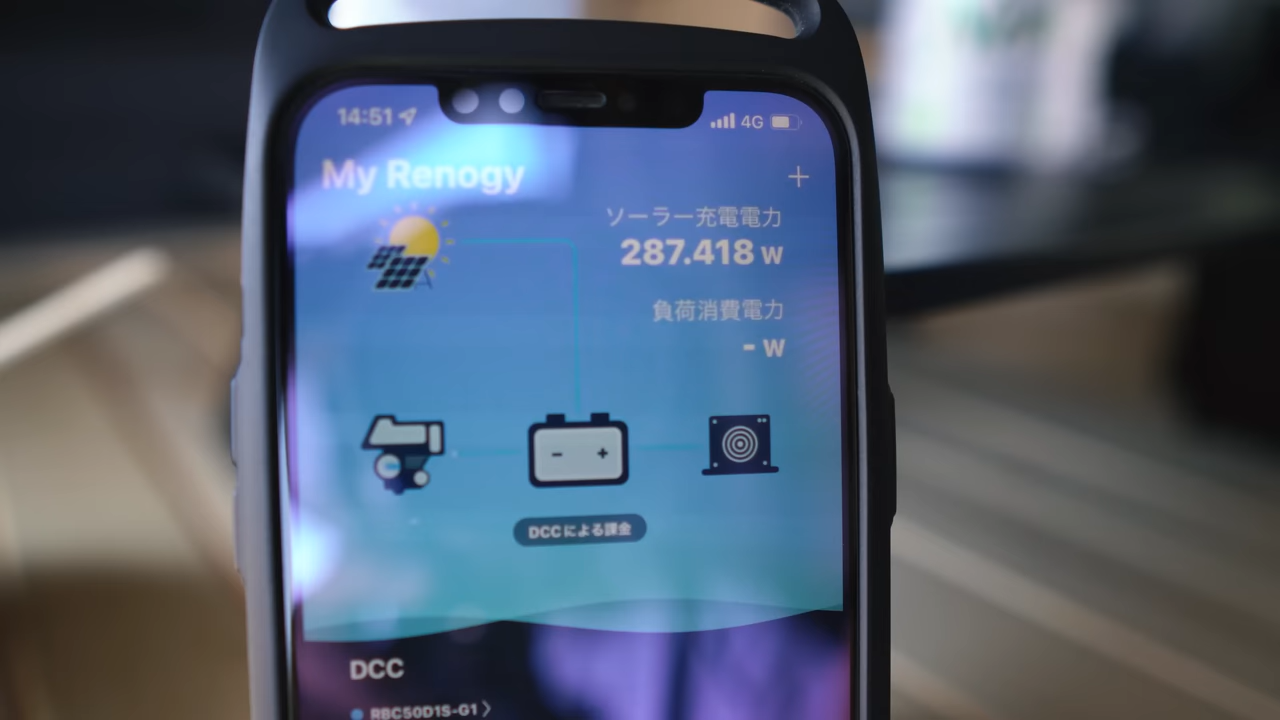 14:51
4G
My Renogy
+
ソーラー充電電力
287.418 W
負荷消費電力
- W
- +
DCCによる課金
DCC
RBC50D1S-G1